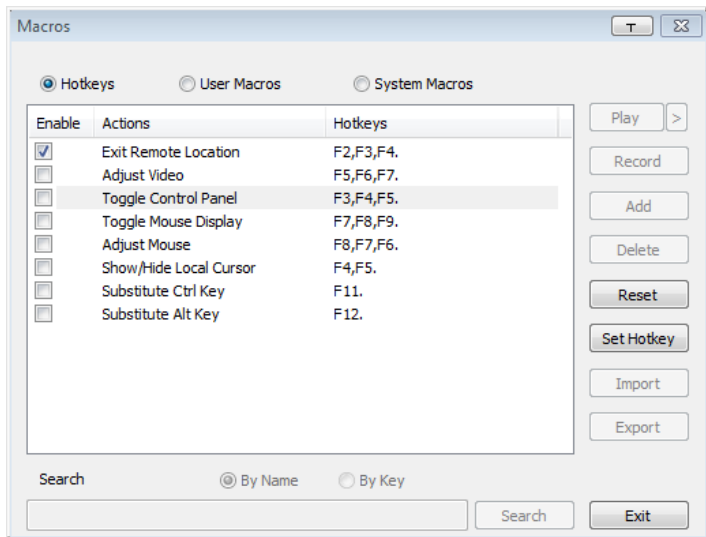 Macros
T
Hotkeys User Macros System Macros
Enable Actions Hotkeys
Exit Remote Location F2,F3,F4.
Adjust Video F5,F6,F7.
Toggle Control Panel F3,F4,F5.
Toggle Mouse Display F7,F8,F9.
Adjust Mouse F8,F7,F6.
Show/Hide Local Cursor F4,F5.
Substitute Ctrl Key F11.
Substitute Alt Key F12.
Play >
Record
Add
Delete
Reset
Set Hotkey
Import
Export
Search By Name By Key
Search Exit